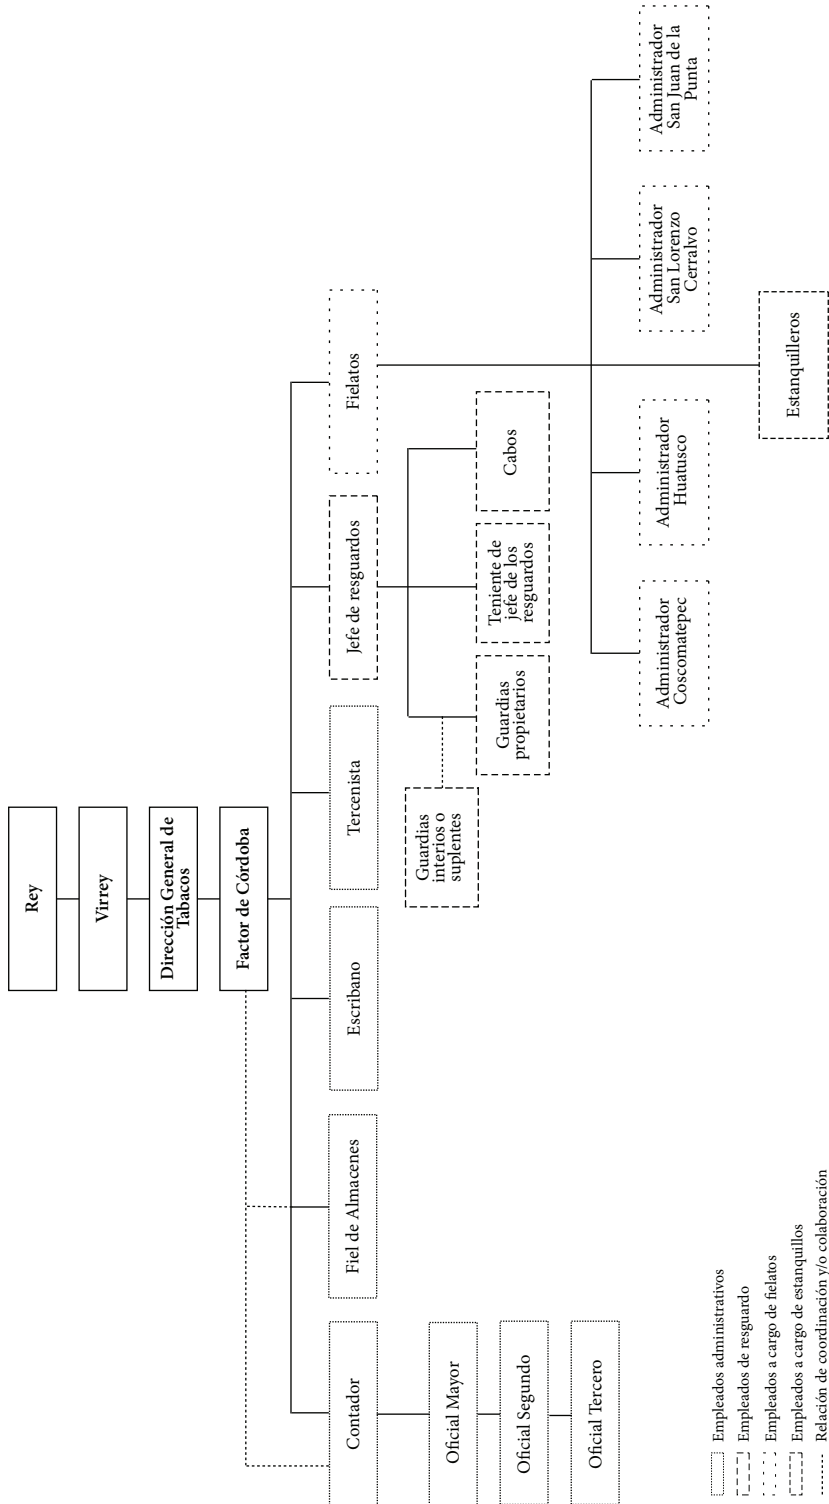 Rey
Virrey
Dirección General de
Tabacos
Factor de Córdoba
Contador
Fiel de Almacenes
Escribano
Tercenista
Jefe de resguardos
Fielatos
Oficial Mayor
Oficial Segundo
Oficial Tercero
Guardias
interios o
suplentes
Guardias
propietarios
Teniente de
jefe de los
resguardos
Cabos
Administrador
Coscomatepec
Administrador
Huatusco
Administrador
San Lorenzo
Cerralvo
Administrador
San Juan de la
Punta
Estanquilleros
Empleados administrativos
Empleados de resguardo
Empleados a cargo de fielatos
Empleados a cargo de estanquillos
Relación de coordinación y/o colaboración